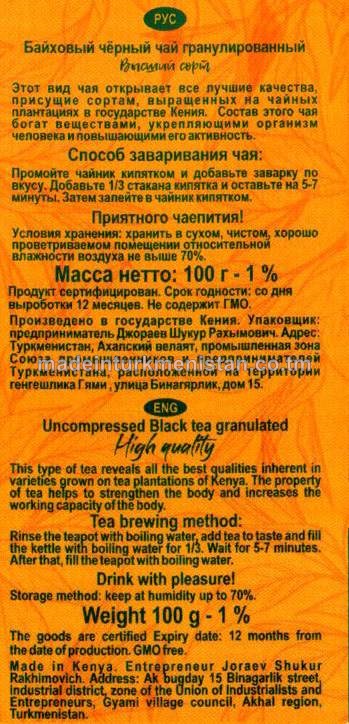 РУС
Байховый чёрный чай гранулированный
Высший сорт
Этот вид чая открывает все лучшие качества,
присущие сортам, выращенных на чайных
плантациях в государстве Кения. Состав этого чая
богат веществами, укрепляющими организм
человека и повышающими его активность.
Способ заваривания чая:
Промойте чайник кипятком и добавьте заварку по
вкусу. Добавьте 1/3 стакана кипятка и оставьте на 5-7
минуты. Затем залейте в чайник кипятком.
Приятного чаепития!
Условия хранения: хранить в сухом, чистом, хорошо
проветриваемом помещении относительной
влажности воздуха не выше 70%.
Масса нетто: 100 г - 1 %
Продукт сертифицирован. Срок годности: со дня
выроботки 12 месяцев. Не содержит ГМО.
Произведено в государстве Кения. Упаковщик:
предприниматель Джораев Шукур Рахымович. Адрес:
Туркменистан, Ахалский велаят, промышленная зона
Союза промышленников и предпринимателей
madeinturkmenistan.com.tm
Туркменистана, расположенной на территории
генгешлика Гями , улица Бинагярлик, дом 15.
ENG
Uncompressed Black tea granulated
High quality
This type of tea reveals all the best qualities inherent in
varieties grown on tea plantations of Kenya. The property
of tea helps to strengthen the body and increases the
working capacity of the body.
Tea brewing method:
Rinse the teapot with boiling water, add tea to taste and fill
the kettle with boiling water for 1/3. Wait for 5-7 minutes.
After that, fill the teapot with boiling water.
Drink with pleasure!
Storage method: keep at humidity up to 70%.
Weight 100 g - 1 %
The goods are certified Expiry date: 12 months from
the date of production. GMO free.
Made in Kenya. Entrepreneur Joraev Shukur
Rakhimovich. Address: Ak bugday 15 Binagarlik street,
Industrial district, zone of the Union of Industrialists and
Entrepreneurs, Gyami village council, Akhal region,
Turkmenistan.